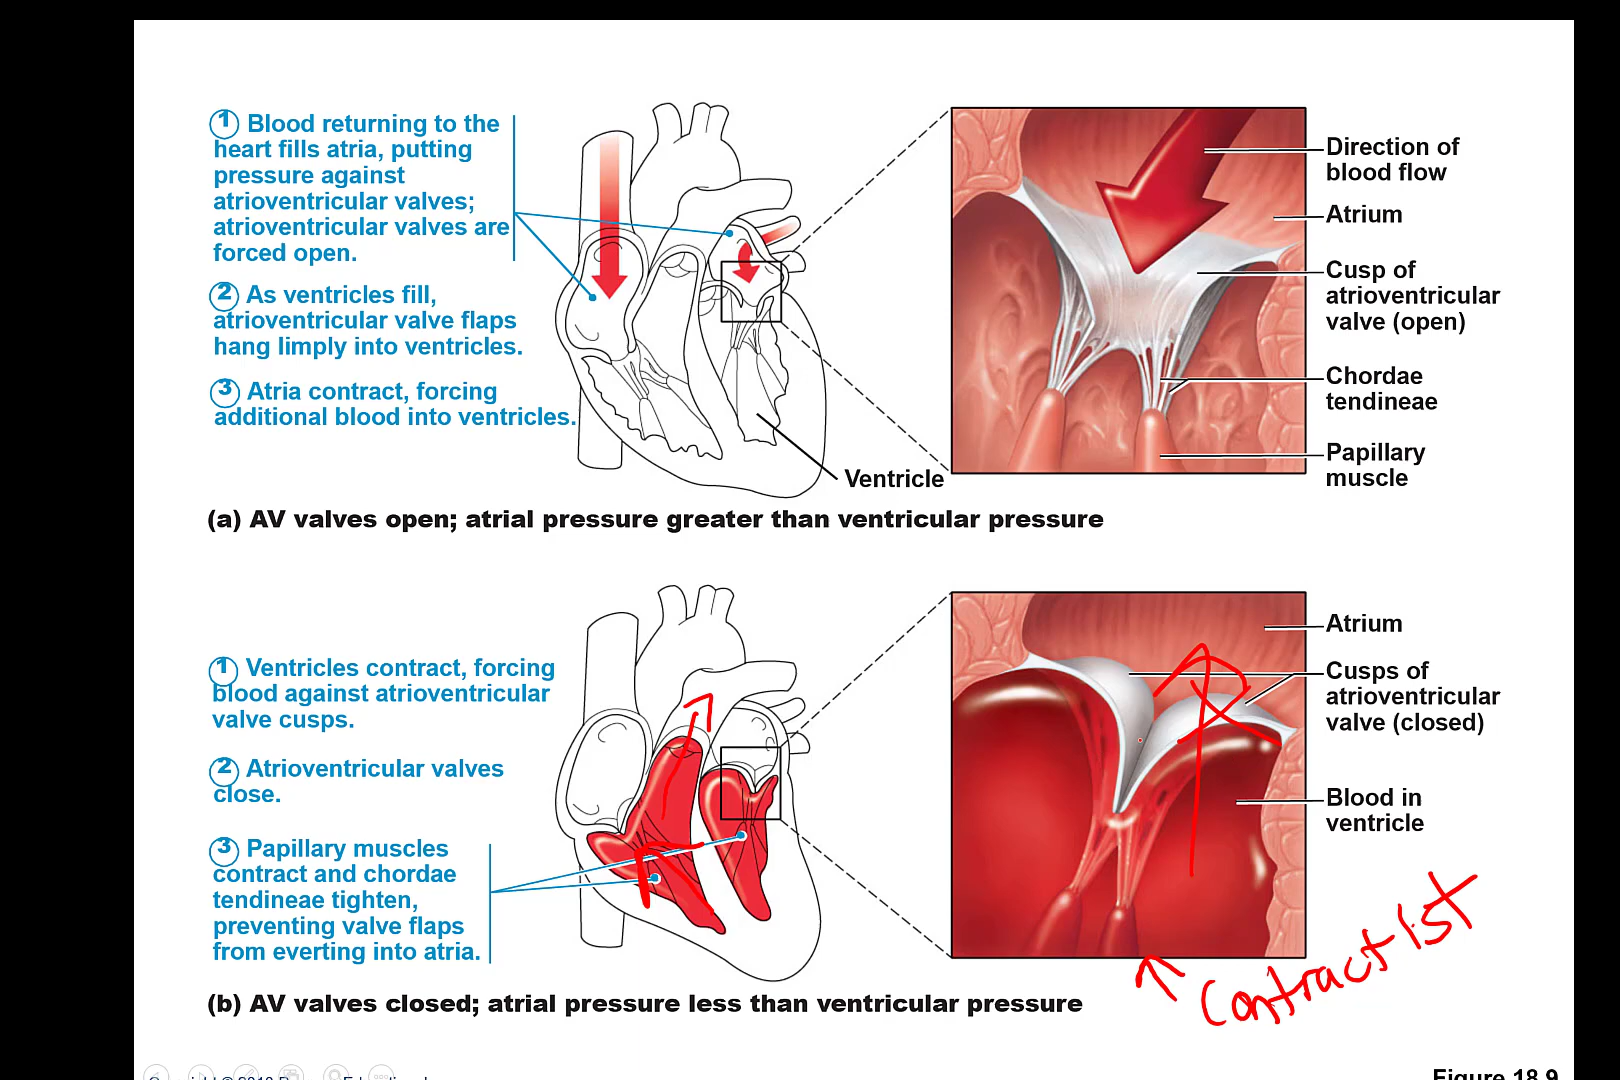 1 Blood returning to the
heart fills atria, putting
pressure against
atrioventricular valves;
atrioventricular valves are
forced open.
2 As ventricles fill,
atrioventricular valve flaps
hang limply into ventricles.
3 Atria contract, forcing
additional blood into ventricles.
Direction of
blood flow
Atrium
Cusp of
atrioventricular
valve (open)
Chordae
tendineae
Papillary
muscle
Ventricle
(a) AV valves open; atrial pressure greater than ventricular pressure
1 Ventricles contract, forcing
blood against atrioventricular
valve cusps.
2 Atrioventricular valves
close.
3 Papillary muscles
contract and chordae
tendineae tighten,
preventing valve flaps
from everting into atria.
Atrium
Cusps of
atrioventricular
valve (closed)
Blood in
ventricle
Contract 1st
(b) AV valves closed; atrial pressure less than ventricular pressure
Figure 18.9